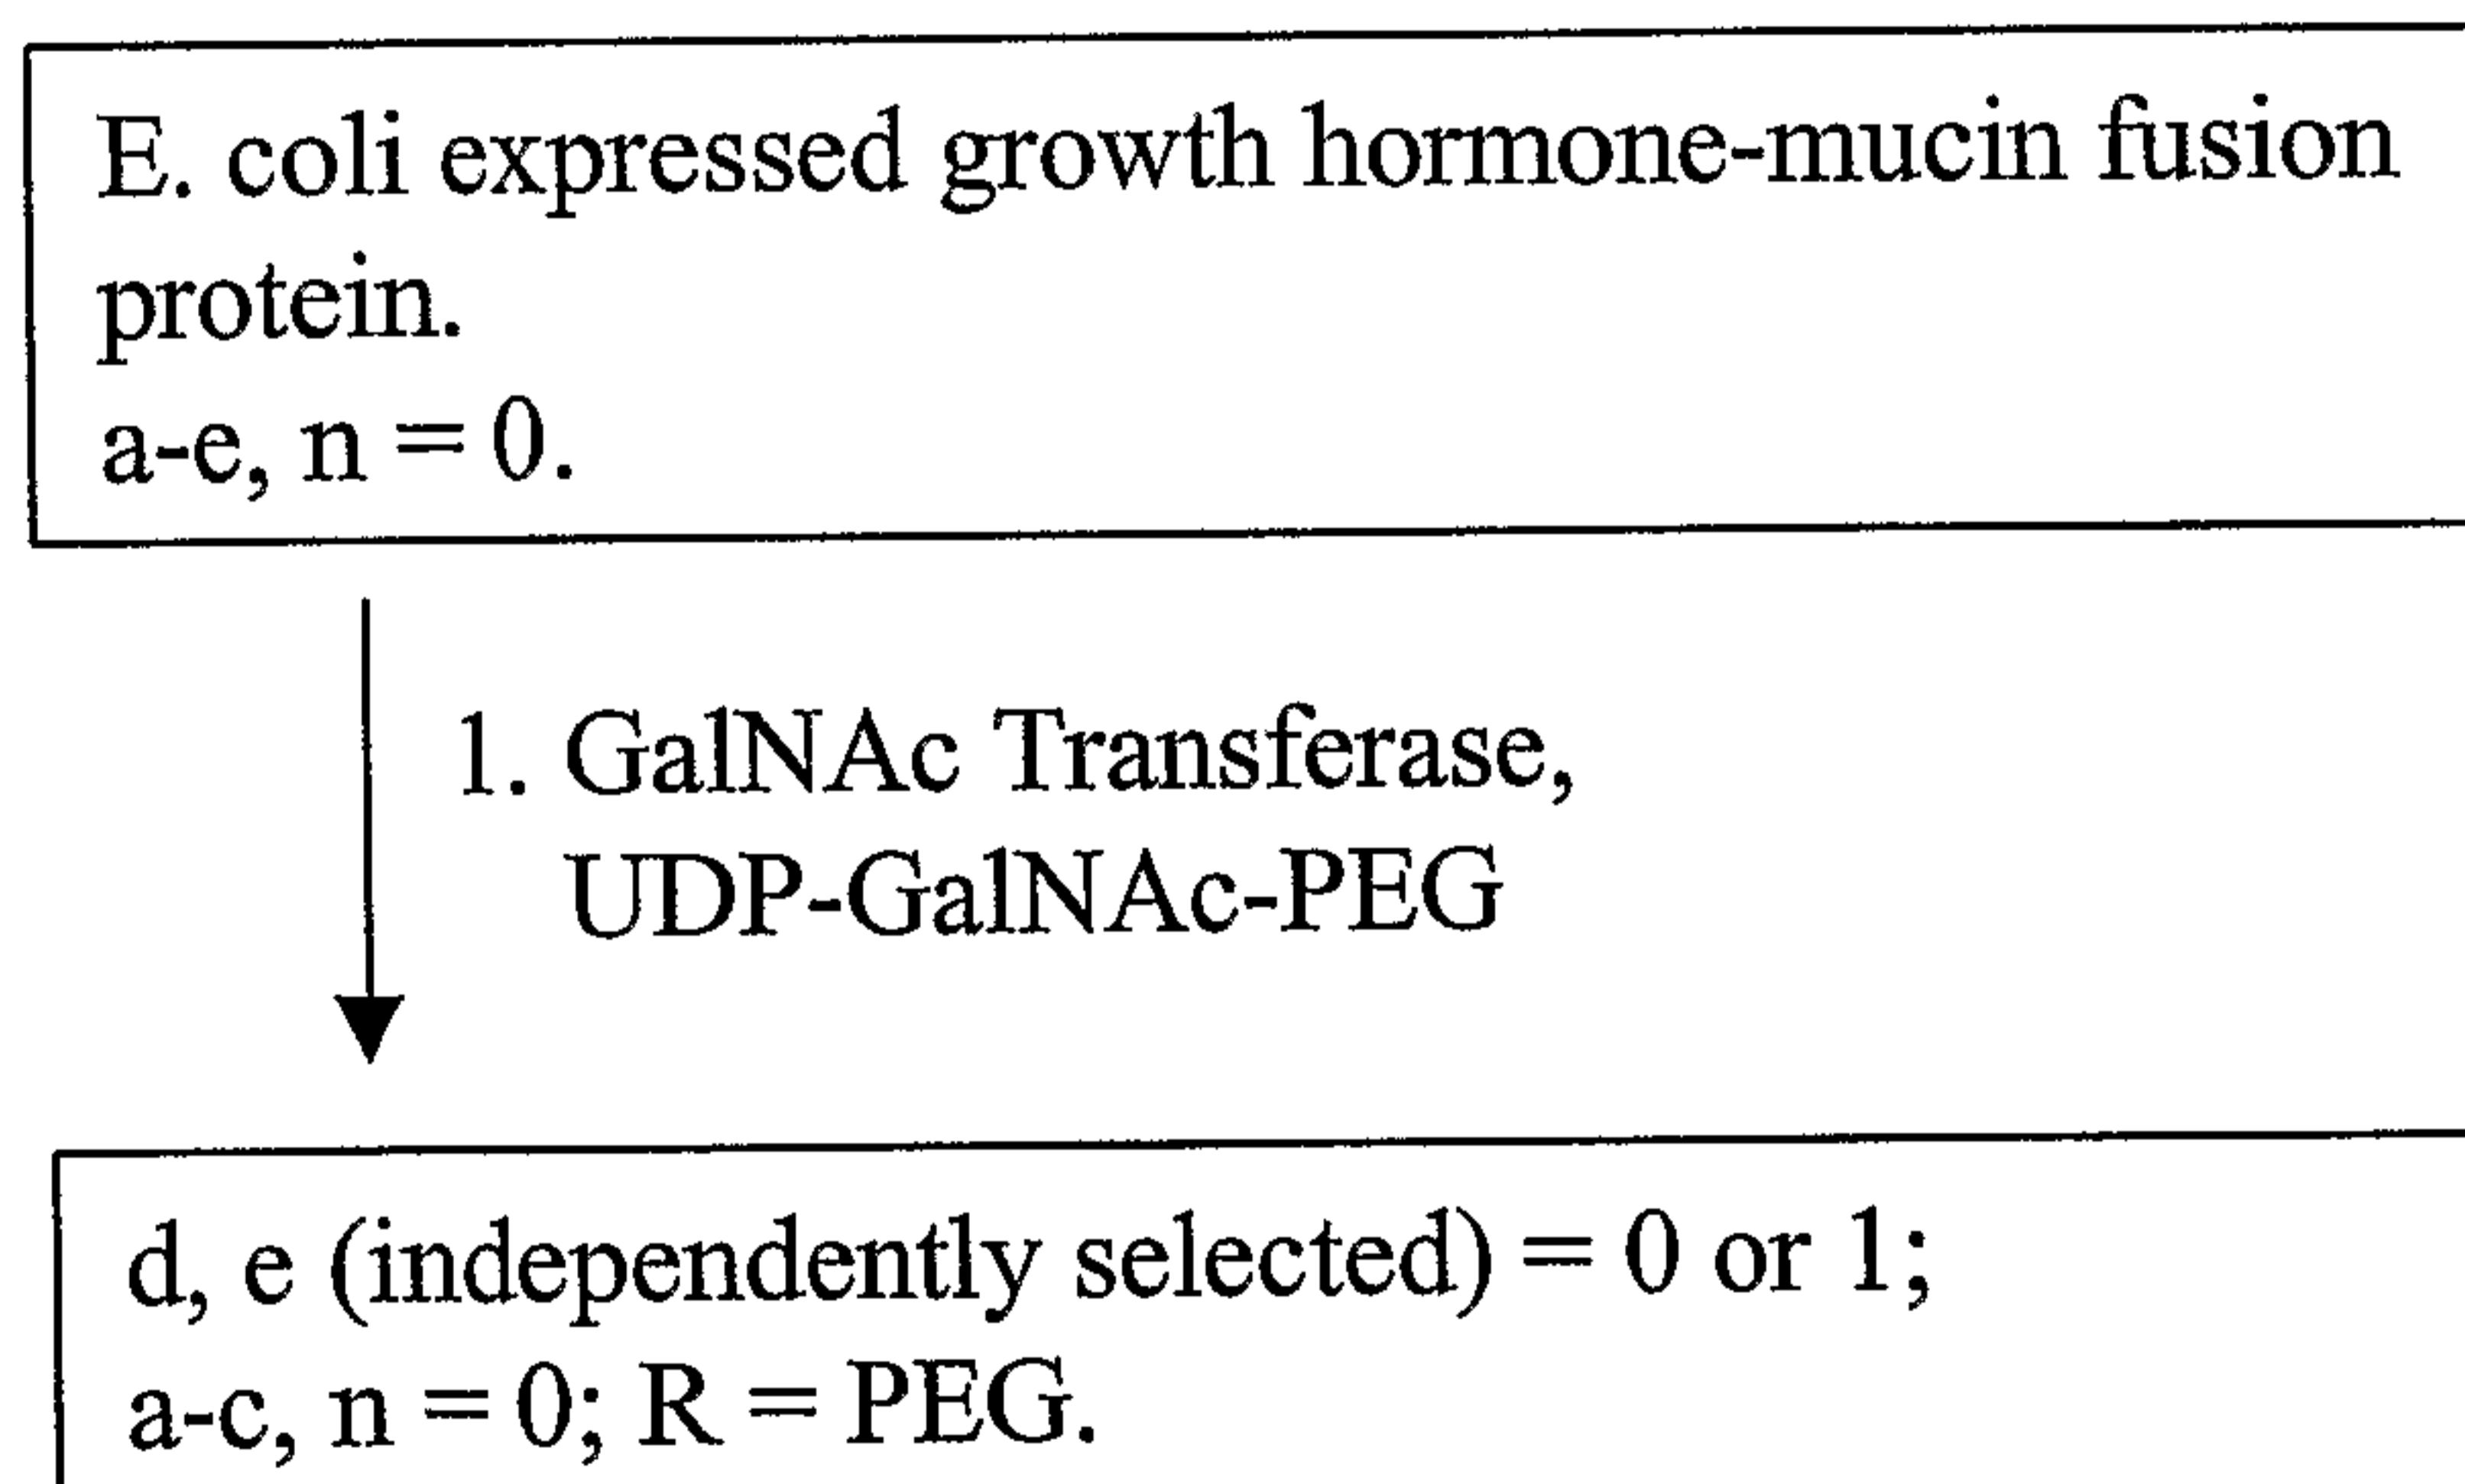 E. coli expressed growth hormone-mucin fusion
protein.
a-e, n = 0.
1. GalNAc Transferase,
UDP-GalNAc-PEG
d, e (independently selected) = 0 or 1;
a-c, n = 0; R = PEG.